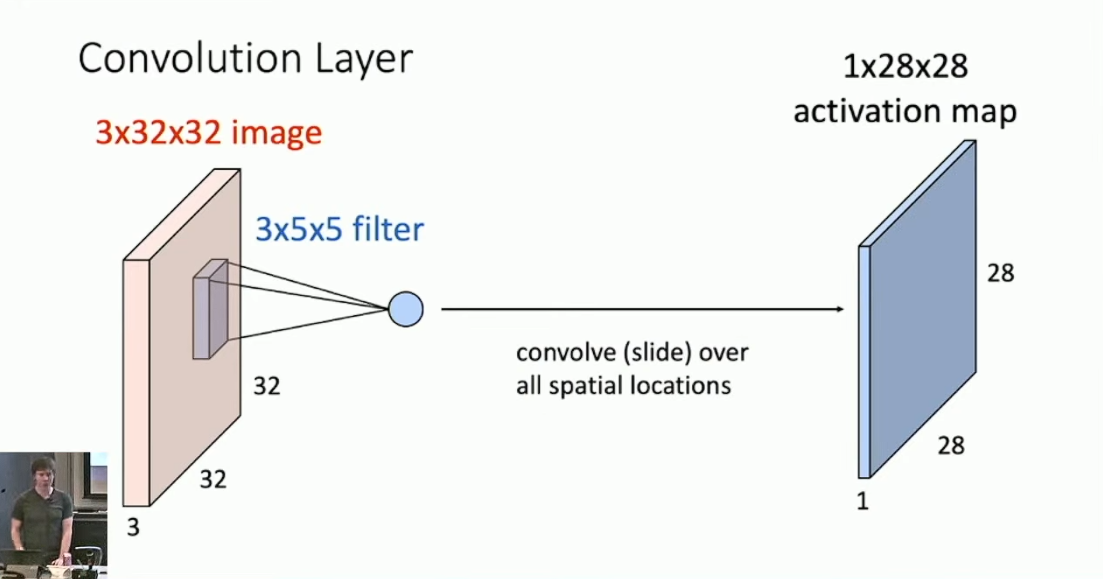 Convolution Layer
1x28x28
activation map
3x32x32 image
3x5x5 filter
28
convolve (slide) over
all spatial locations
32
28
32
1
3